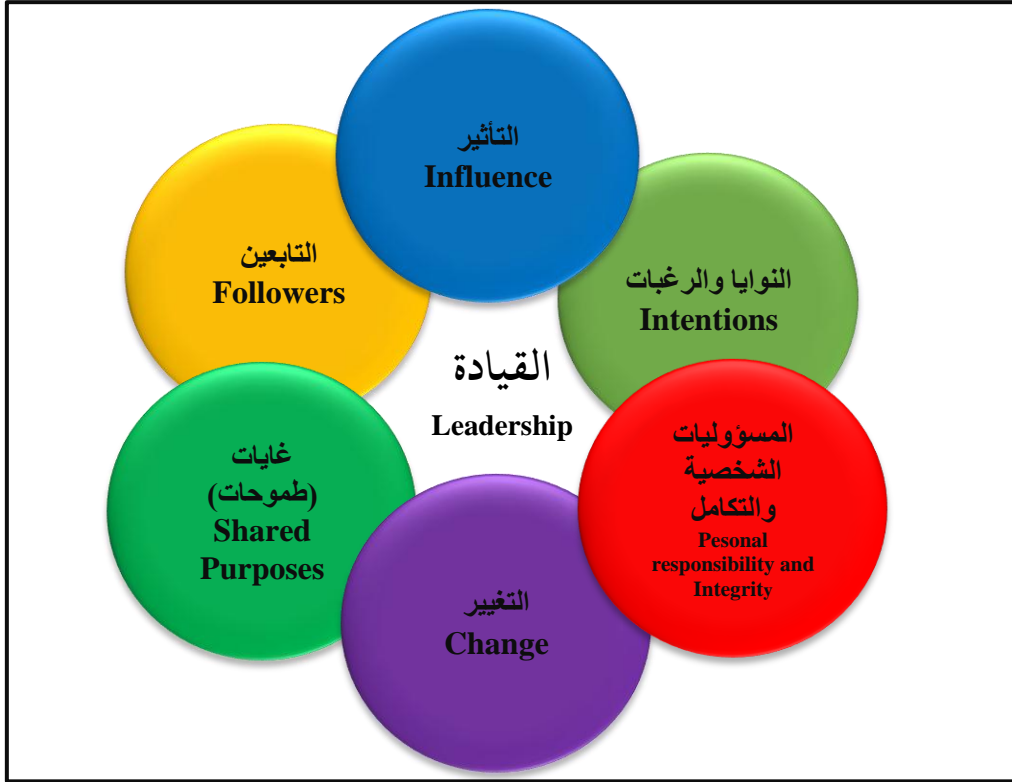 التأثير
Influence
النوايا والرغبات
Intentions
المسؤوليات
الشخصية
والتكامل
Pesonal
responsibility and
Integrity
التغيير
Change
غايات
(طموحات)
Shared
Purposes
التابعين
Followers
القيادة
Leadership